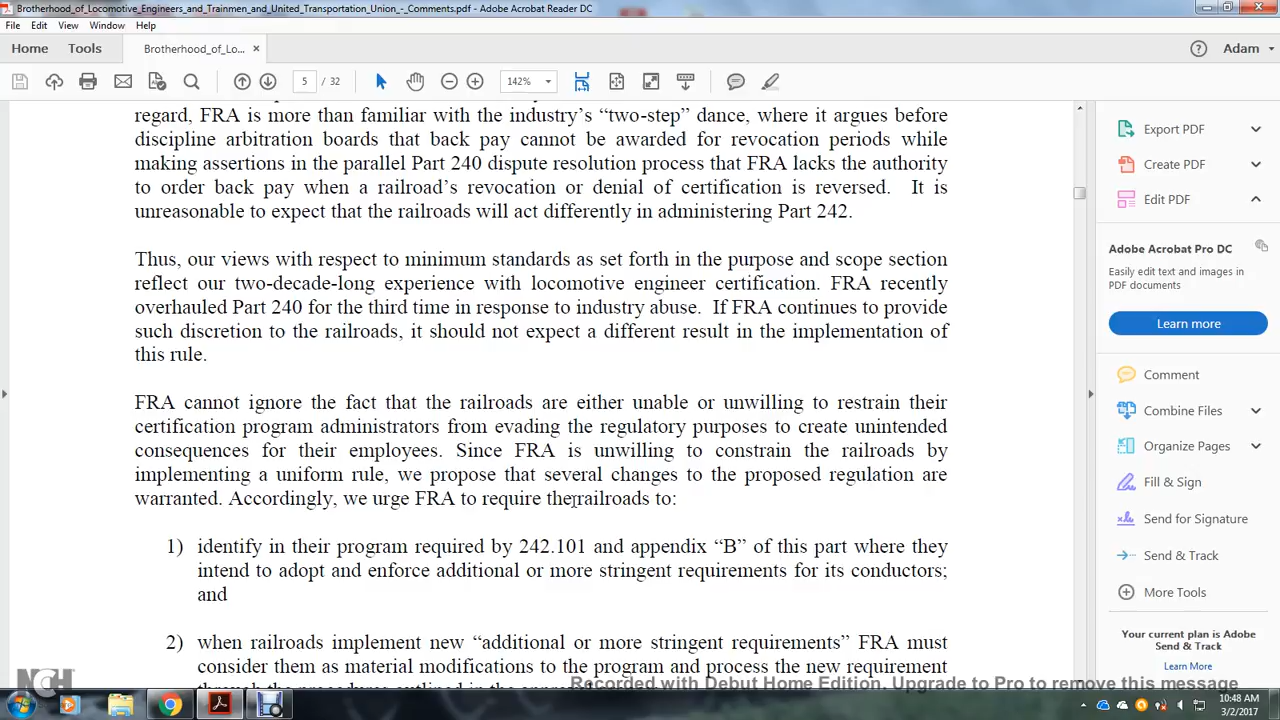 Brotherhood_of_Locomotive_Engineers_and_Trainmen_and_United_Transportation_Union_-_Comments.pdf - Adobe Acrobat Reader DC
File Edit View Window Help
Home Tools Brotherhood_of_Lo... × Adam
5 / 32 142%
regard, FRA is more than familiar with the industry's “two-step” dance, where it argues before
discipline arbitration boards that back pay cannot be awarded for revocation periods while
making assertions in the parallel Part 240 dispute resolution process that FRA lacks the authority
to order back pay when a railroad's revocation or denial of certification is reversed. It is
unreasonable to expect that the railroads will act differently in administering Part 242.
Thus, our views with respect to minimum standards as set forth in the purpose and scope section
reflect our two-decade-long experience with locomotive engineer certification. FRA recently
overhauled Part 240 for the third time in response to industry abuse. If FRA continues to provide
such discretion to the railroads, it should not expect a different result in the implementation of
this rule.
FRA cannot ignore the fact that the railroads are either unable or unwilling to restrain their
certification program administrators from evading the regulatory purposes to create unintended
consequences for their employees. Since FRA is unwilling to constrain the railroads by
implementing a uniform rule, we propose that several changes to the proposed regulation are
warranted. Accordingly, we urge FRA to require the railroads to:
1) identify in their program required by 242.101 and appendix “B” of this part where they
intend to adopt and enforce additional or more stringent requirements for its conductors;
and
2) when railroads implement new “additional or more stringent requirements” FRA must
consider them as material modifications to the program and process the new requirement
Export PDF
Create PDF
Edit PDF
Adobe Acrobat Pro DC
Easily edit text and images in
PDF documents
Learn more
Comment
Combine Files
Organize Pages
Fill & Sign
Send for Signature
Send & Track
More Tools
Your current plan is Adobe
Send & Track
Learn More
NCH
Recorded with Debut Home Edition. Upgrade to Pro to remove this message
10:48 AM
3/2/2017